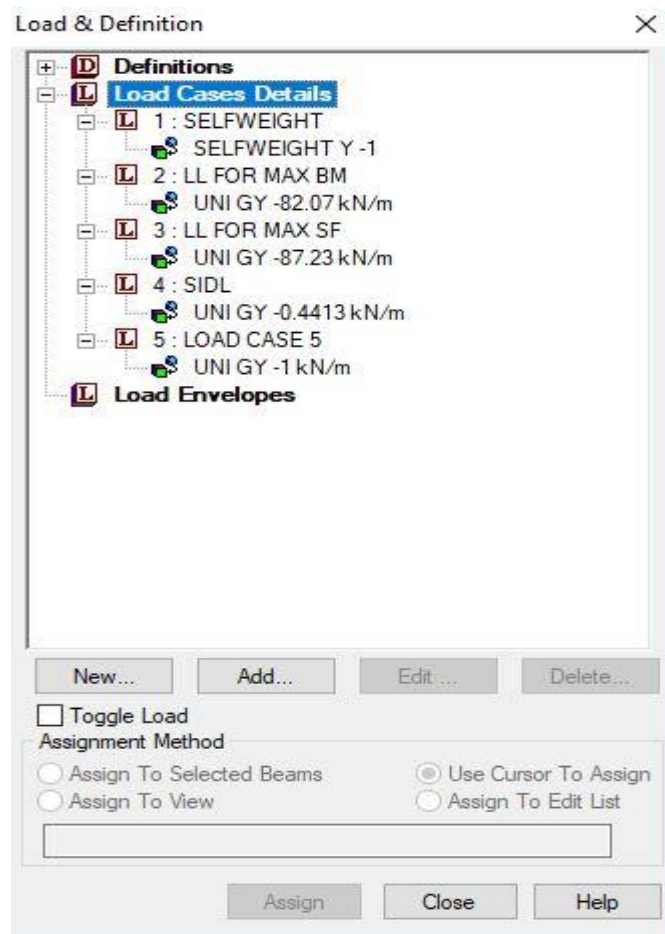 Load & Definition
D Definitions
L Load Cases Details
L 1 : SELFWEIGHT
SELFWEIGHT Y -1
L 2 : LL FOR MAX BM
UNI GY -82.07 kN/m
L 3 : LL FOR MAX SF
UNI GY -87.23 kN/m
L 4 : SIDL
UNI GY -0.4413 kN/m
L 5 : LOAD CASE 5
UNI GY -1 kN/m
L Load Envelopes
New... Add... Edit ... Delete...
Toggle Load
Assignment Method
Assign To Selected Beams Use Cursor To Assign
Assign To View Assign To Edit List
Assign Close Help